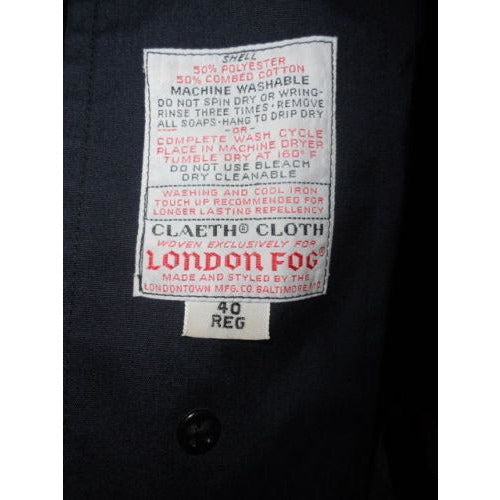 SHELL
50% POLYESTER
50% COMBED COTTON
MACHINE WASHABLE
DO NOT SPIN DRY OR WRING-
RINSE THREE TIMES • REMOVE
ALL SOAPS • HANG TO DRIP DRY
-OR-
COMPLETE WASH CYCLE
PLACE IN MACHINE DRYER
TUMBLE DRY AT 160° F
DO NOT USE BLEACH
DRY CLEANABLE
WASHING AND COOL IRON
TOUCH UP RECOMMENDED FOR
LONGER LASTING REPELLENCY
CLAETH® CLOTH
WOVEN EXCLUSIVELY FOR
LONDON FOG®
MADE AND STYLED BY THE
LONDONTOWN MFG. CO. BALTIMORE MD.
40
REG